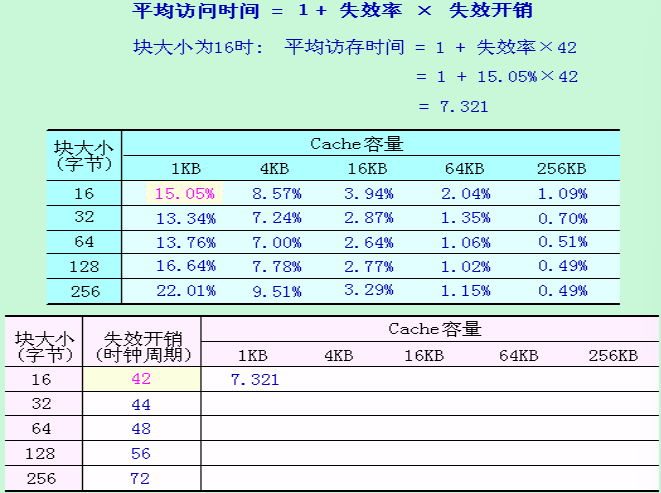 平均访问时间 = 1 + 失效率 × 失效开销
块大小为16时: 平均访存时间 = 1 + 失效率×42
= 1 + 15.05%×42
= 7.321
块大小(字节) Cache容量
1KB 4KB 16KB 64KB 256KB
16 15.05% 8.57% 3.94% 2.04% 1.09%
32 13.34% 7.24% 2.87% 1.35% 0.70%
64 13.76% 7.00% 2.64% 1.06% 0.51%
128 16.64% 7.78% 2.77% 1.02% 0.49%
256 22.01% 9.51% 3.29% 1.15% 0.49%
块大小(字节) 失效开销(时钟周期) Cache容量
1KB 4KB 16KB 64KB 256KB
16 42 7.321
32 44
64 48
128 56
256 72